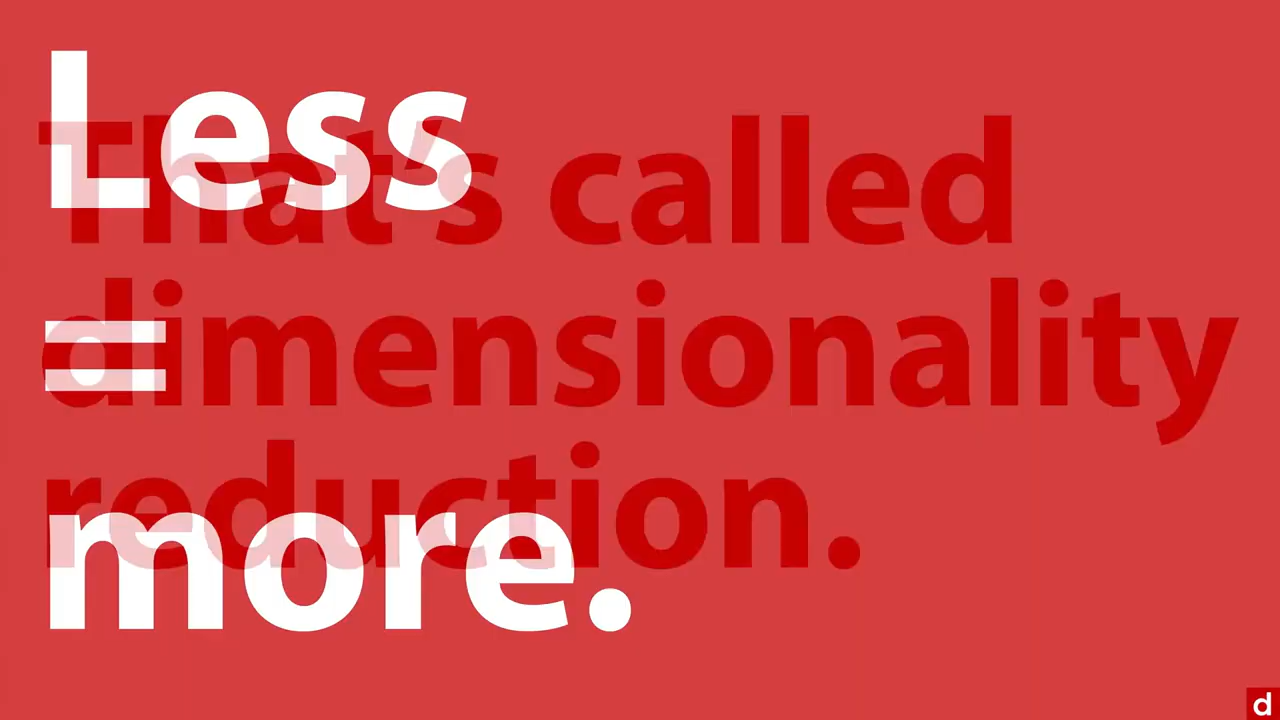 Less
=
more.
That's called
dimensionality
reduction.
d